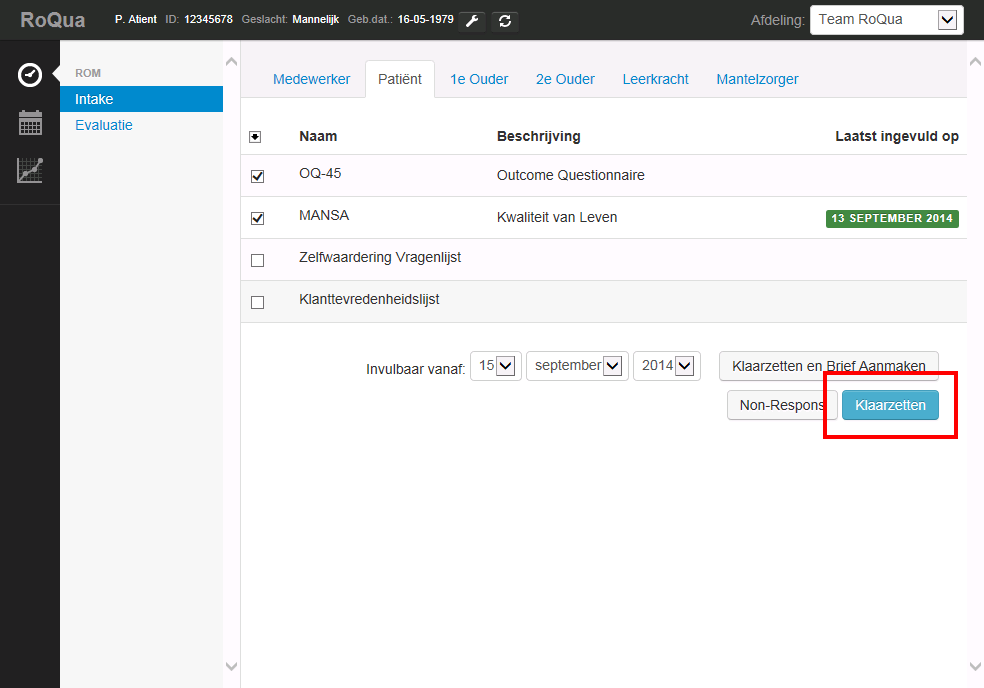 RoQua P. Atient ID: 12345678 Geslacht: Mannelijk Geb.dat.: 16-05-1979 Afdeling: Team RoQua
ROM
Intake
Evaluatie
Medewerker Patiënt 1e Ouder 2e Ouder Leerkracht Mantelzorger
Naam Beschrijving Laatst ingevuld op
OQ-45 Outcome Questionnaire
MANSA Kwaliteit van Leven 13 SEPTEMBER 2014
Zelfwaardering Vragenlijst
Klanttevredenheidslijst
Invulbaar vanaf: 15 september 2014 Klaarzetten en Brief Aanmaken
Non-Respons Klaarzetten